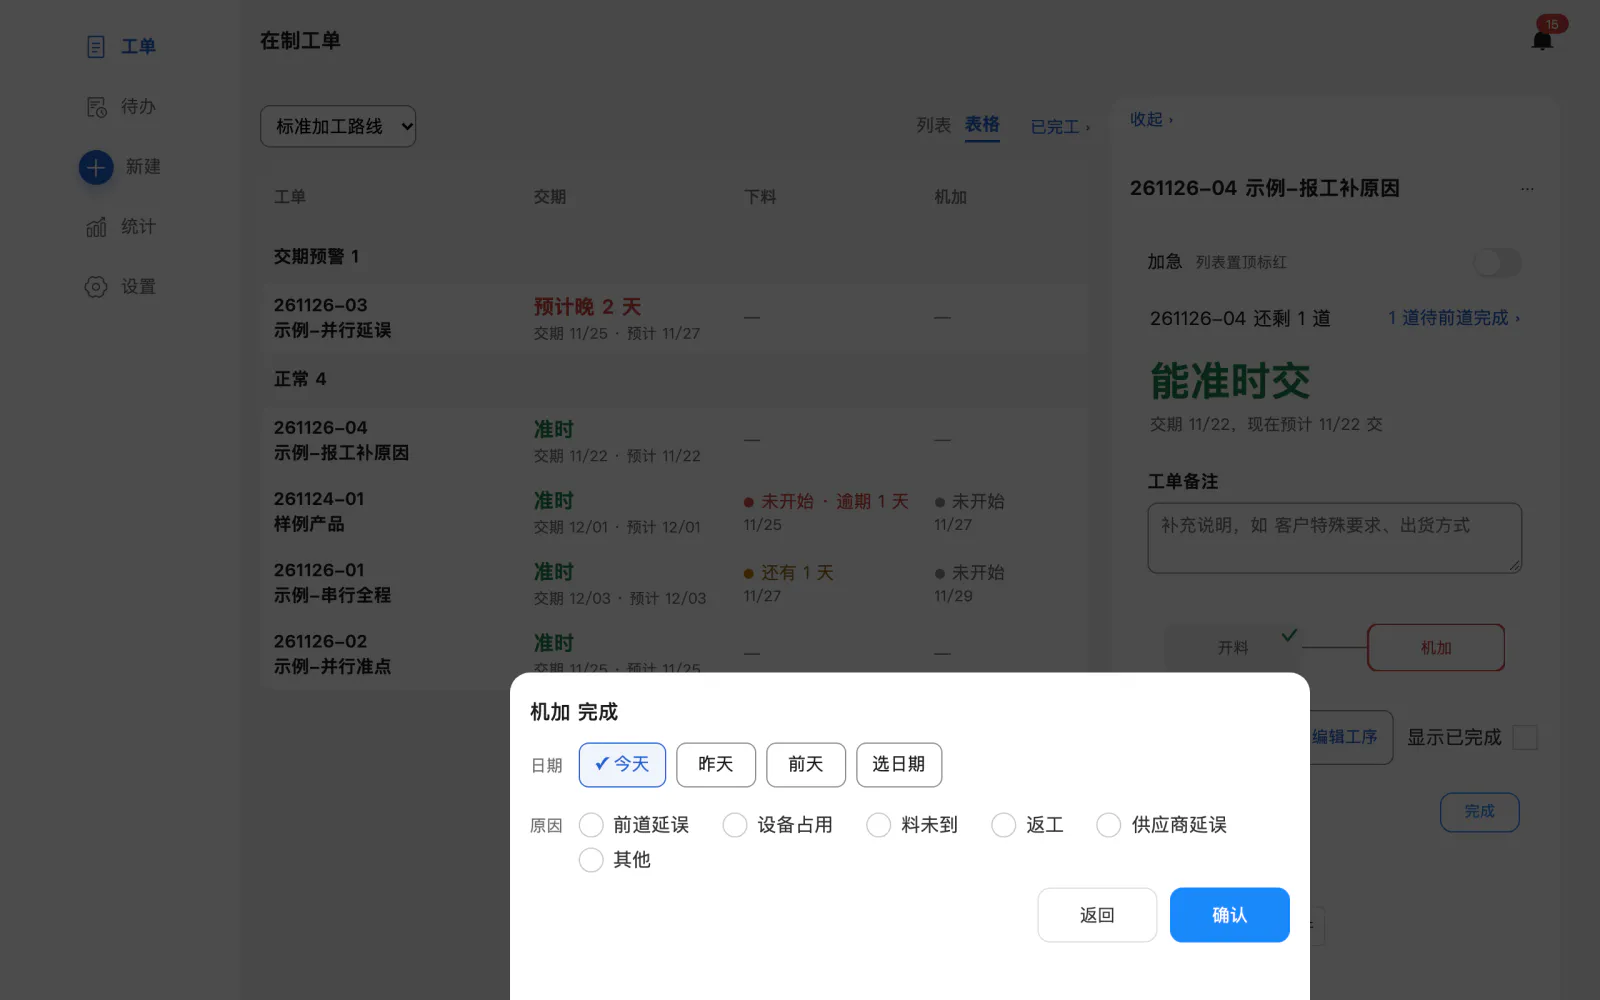 工单
待办
新建
统计
设置
在制工单
15
标准加工路线
列表 表格 已完工 ›
工单 交期 下料 机加
交期预警 1
261126-03
示例-并行延误
预计晚 2 天
交期 11/25 · 预计 11/27
—
—
正常 4
261126-04
示例-报工补原因
准时
交期 11/22 · 预计 11/22
—
—
261124-01
样例产品
准时
交期 12/01 · 预计 12/01
未开始 · 逾期 1 天
11/25
未开始
11/27
261126-01
示例-串行全程
准时
交期 12/03 · 预计 12/03
还有 1 天
11/27
未开始
11/29
261126-02
示例-并行准点
准时
交期 11/25 · 预计 11/25
—
—
收起 ›
261126-04 示例-报工补原因
...
加急 列表置顶标红
261126-04 还剩 1 道
1 道待前道完成 ›
能准时交
交期 11/22，现在预计 11/22 交
工单备注
补充说明，如 客户特殊要求、出货方式
开料
机加
编辑工序
显示已完成
完成
机加 完成
日期 ✓ 今天 昨天 前天 选日期
原因 前道延误 设备占用 料未到 返工 供应商延误
其他
返回 确认